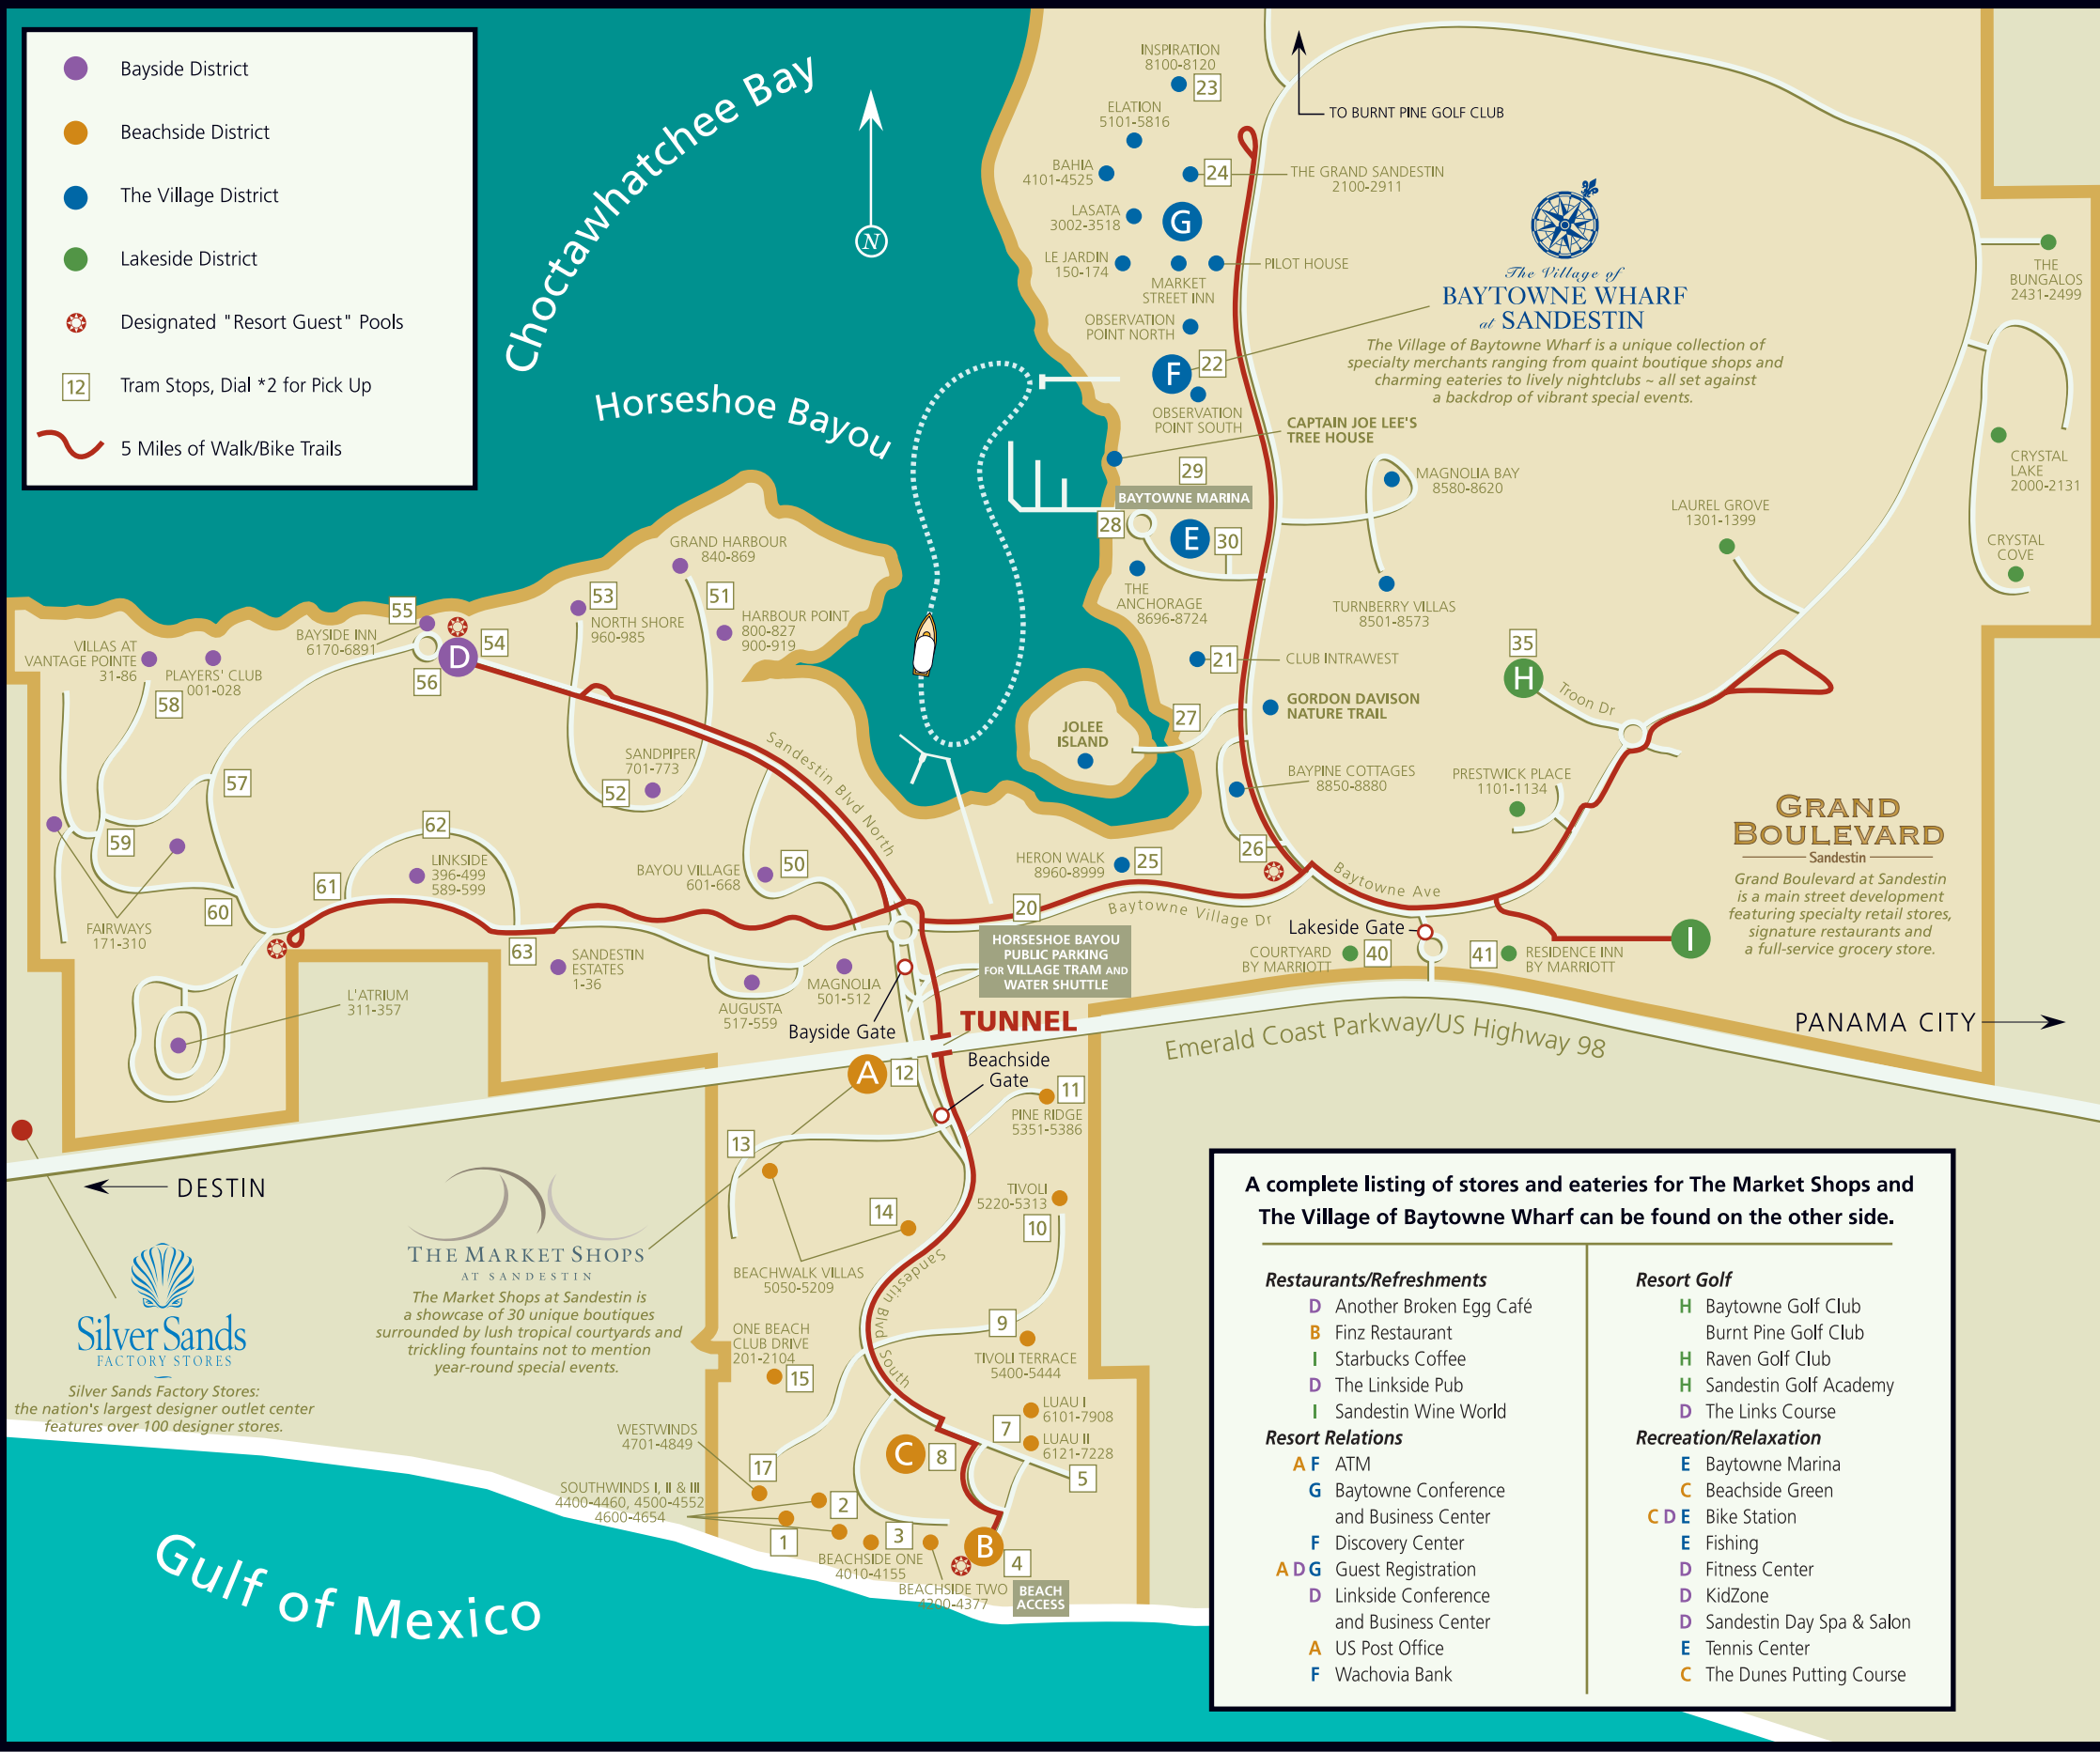 Bayside District
Beachside District
The Village District
Lakeside District
Designated "Resort Guest" Pools
12 Tram Stops, Dial *2 for Pick Up
5 Miles of Walk/Bike Trails
Choctawhatchee Bay
N
Horseshoe Bayou
INSPIRATION
8100-8120
23
TO BURNT PINE GOLF CLUB
ELATION
5101-5816
BAHIA
4101-4525
24
THE GRAND SANDESTIN
2100-2911
LASATA
3002-3518
G
LE JARDIN
150-174
MARKET
STREET INN
PILOT HOUSE
OBSERVATION
POINT NORTH
F
22
OBSERVATION
POINT SOUTH
The Village of
BAYTOWNE WHARF
at SANDESTIN
The Village of Baytowne Wharf is a unique collection of
specialty merchants ranging from quaint boutique shops and
charming eateries to lively nightclubs ~ all set against
a backdrop of vibrant special events.
THE
BUNGALOS
2431-2499
CRYSTAL
LAKE
2000-2131
CRYSTAL
COVE
CAPTAIN JOE LEE'S
TREE HOUSE
29
BAYTOWNE MARINA
28
E
30
MAGNOLIA BAY
8580-8620
LAUREL GROVE
1301-1399
THE
ANCHORAGE
8696-8724
TURNBERRY VILLAS
8501-8573
21
CLUB INTRAWEST
35
H
Troon Dr
GORDON DAVISON
NATURE TRAIL
27
JOLEE
ISLAND
BAYPINE COTTAGES
8850-8880
PRESTWICK PLACE
1101-1134
GRAND
BOULEVARD
Sandestin
Grand Boulevard at Sandestin
is a main street development
featuring specialty retail stores,
signature restaurants and
a full-service grocery store.
GRAND HARBOUR
840-869
53
NORTH SHORE
960-985
51
HARBOUR POINT
800-827
900-919
55
BAYSIDE INN
6170-6891
54
D
56
VILLAS AT
VANTAGE POINTE
31-86
PLAYERS' CLUB
001-028
58
57
SANDPIPER
701-773
52
Sandestin Blvd North
59
62
LINKSIDE
396-499
589-599
61
60
FAIRWAYS
171-310
BAYOU VILLAGE
601-668
50
63
SANDESTIN
ESTATES
1-36
AUGUSTA
517-559
MAGNOLIA
501-512
L'ATRIUM
311-357
HERON WALK
8960-8999
25
26
20
Baytowne Village Dr
Baytowne Ave
HORSESHOE BAYOU
PUBLIC PARKING
FOR VILLAGE TRAM AND
WATER SHUTTLE
Lakeside Gate
COURTYARD
BY MARRIOTT
40
41
RESIDENCE INN
BY MARRIOTT
I
Bayside Gate
TUNNEL
Emerald Coast Parkway/US Highway 98
PANAMA CITY
Beachside
Gate
A
12
11
PINE RIDGE
5351-5386
13
DESTIN
THE MARKET SHOPS
AT SANDESTIN
The Market Shops at Sandestin is
a showcase of 30 unique boutiques
surrounded by lush tropical courtyards and
trickling fountains not to mention
year-round special events.
Silver Sands
FACTORY STORES
Silver Sands Factory Stores:
the nation's largest designer outlet center
features over 100 designer stores.
14
TIVOLI
5220-5313
10
BEACHWALK VILLAS
5050-5209
Sandestin Blvd South
ONE BEACH
CLUB DRIVE
201-2104
15
9
TIVOLI TERRACE
5400-5444
LUAU I
6101-7908
7
LUAU II
6121-7228
WESTWINDS
4701-4849
C
8
5
17
SOUTHWINDS I, II & III
4400-4460, 4500-4552
4600-4654
2
1
3
B
4
BEACHSIDE ONE
4010-4155
BEACHSIDE TWO
4200-4377
BEACH
ACCESS
Gulf of Mexico
A complete listing of stores and eateries for The Market Shops and
The Village of Baytowne Wharf can be found on the other side.
Restaurants/Refreshments
D Another Broken Egg Café
B Finz Restaurant
I Starbucks Coffee
D The Linkside Pub
I Sandestin Wine World
Resort Relations
A F ATM
G Baytowne Conference
and Business Center
F Discovery Center
A D G Guest Registration
D Linkside Conference
and Business Center
A US Post Office
F Wachovia Bank
Resort Golf
H Baytowne Golf Club
Burnt Pine Golf Club
H Raven Golf Club
H Sandestin Golf Academy
D The Links Course
Recreation/Relaxation
E Baytowne Marina
C Beachside Green
C D E Bike Station
E Fishing
D Fitness Center
D KidZone
D Sandestin Day Spa & Salon
E Tennis Center
C The Dunes Putting Course